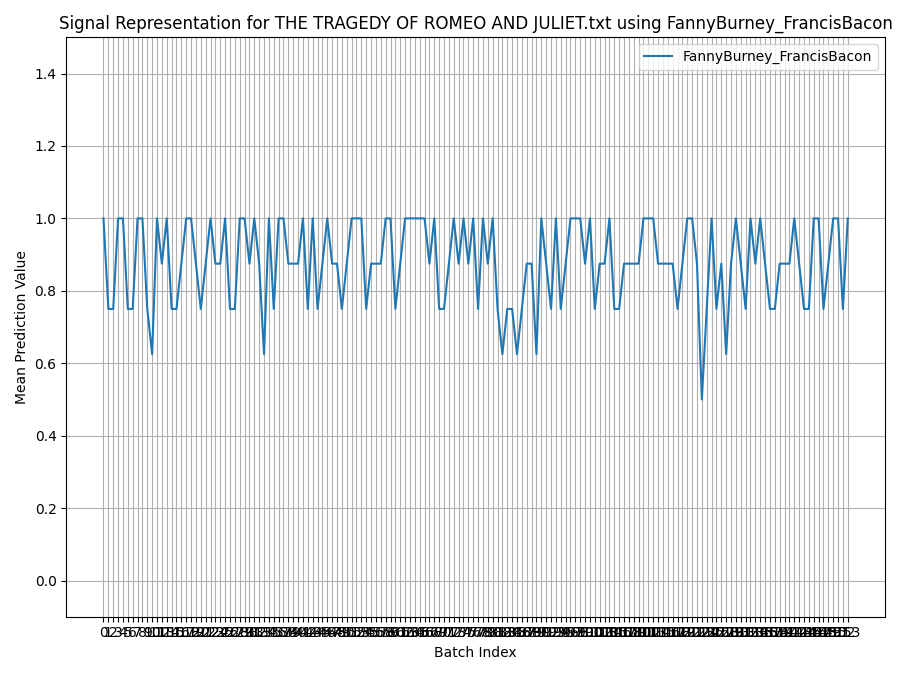 Signal Representation for THE TRAGEDY OF ROMEO AND JULIET.txt using FannyBurney_FrancisBacon
FannyBurney_FrancisBacon
1.4
1.2
1.0
0.8
0.6
0.4
0.2
0.0
Mean Prediction Value
Batch Index